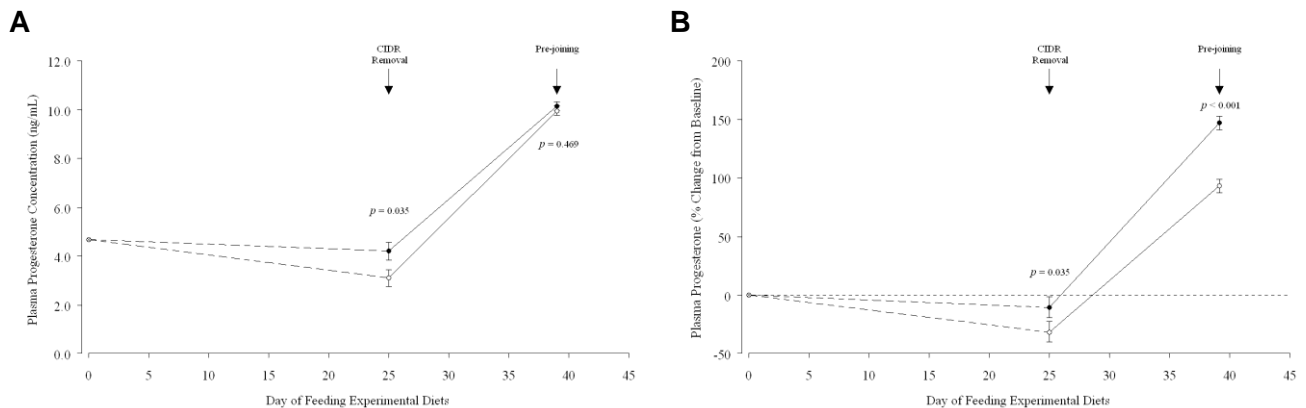 A
CIDR
Removal
Pre-joining
12.0
10.0
8.0
6.0
4.0
2.0
0.0
Plasma Progesterone Concentration (ng/mL)
p = 0.035
p = 0.469
0 5 10 15 20 25 30 35 40 45
Day of Feeding Experimental Diets
B
CIDR
Removal
Pre-joining
200
150
100
50
0
-50
Plasma Progesterone (% Change from Baseline)
p < 0.001
p = 0.035
0 5 10 15 20 25 30 35 40 45
Day of Feeding Experimental Diets